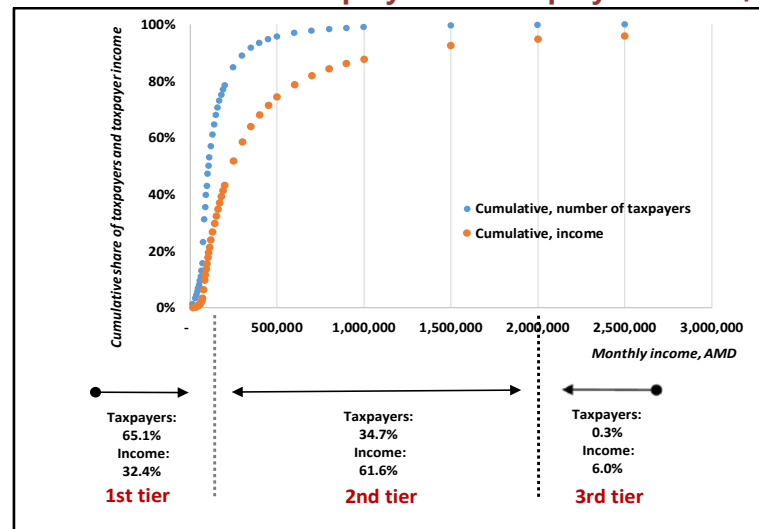 100%
80%
60%
40%
20%
0%
Cumulative share of taxpayers and taxpayer income
Cumulative, number of taxpayers
Cumulative, income
- 500,000 1,000,000 1,500,000 2,000,000 2,500,000 3,000,000
Monthly income, AMD
Taxpayers:
65.1%
Income:
32.4%
1st tier
Taxpayers:
34.7%
Income:
61.6%
2nd tier
Taxpayers:
0.3%
Income:
6.0%
3rd tier